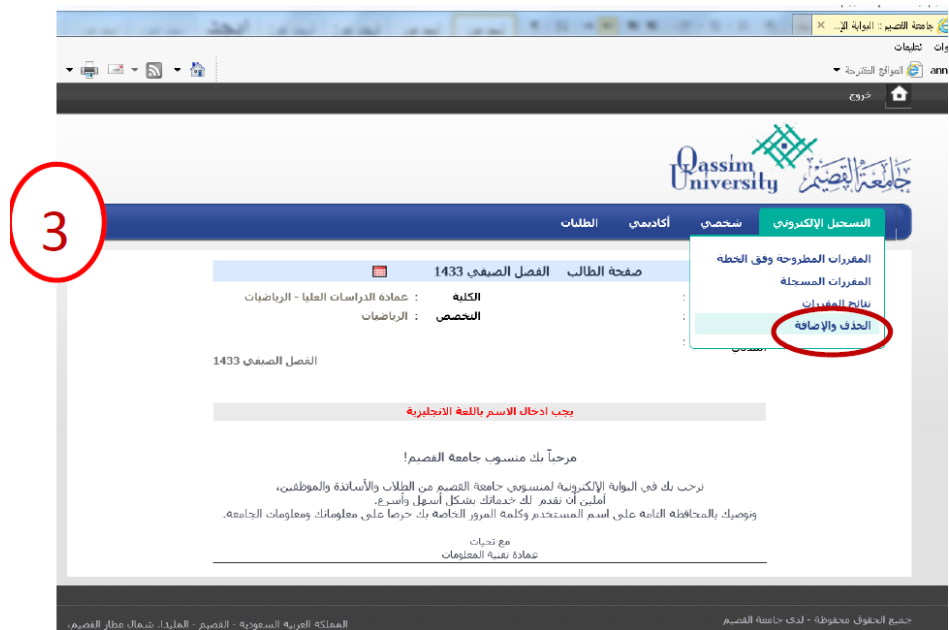 جامعة القصيم :: البوابة الإ...
تعليمات
المواقع المقترحة
خروج
Qassim
University
جامعة القصيم
3
التسجيل الإلكتروني
شخصي
أكاديمي
الطلبات
المقررات المطروحة وفق الخطة
المقررات المسجلة
نتائج المقررات
الحذف والإضافة
صفحة الطالب الفصل الصيفي 1433
الكلية : عمادة الدراسات العليا - الرياضيات
التخصص : الرياضيات
الفصل الصيفي 1433
يجب ادخال الاسم باللغة الانجليزية
مرحباً بك منسوب جامعة القصيم!
نرحب بك في البوابة الإلكترونية لمنسوبي جامعة القصيم من الطلاب والأساتذة والموظفين،
آملين أن نقدم لك خدماتك بشكل أسهل وأسرع.
ونوصيك بالمحافظة التامة على اسم المستخدم وكلمة المرور الخاصة بك حرصا على معلوماتك ومعلومات الجامعة.
مع تحيات
عمادة تقنية المعلومات
جميع الحقوق محفوظة - لدى جامعة القصيم
المملكة العربية السعودية - القصيم - المليدا، شمال مطار القصيم،